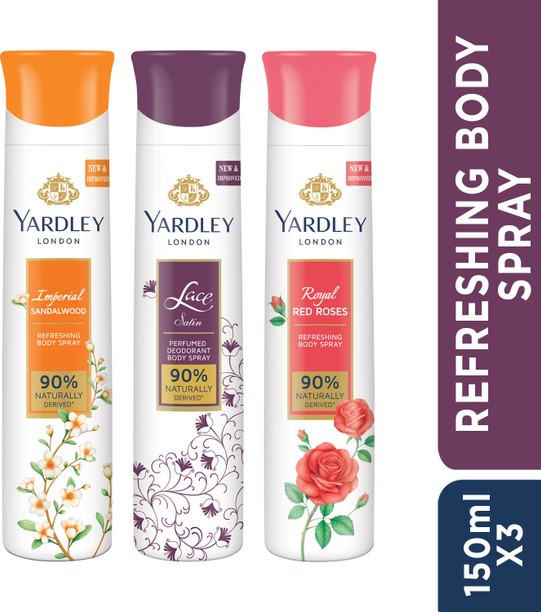 NEW &
IMPROVED
YARDLEY
LONDON
Imperial
SANDALWOOD
REFRESHING
BODY SPRAY
90%
NATURALLY
DERIVED*
NEW &
IMPROVED
YARDLEY
LONDON
Lace
Satin
PERFUMED
DEODORANT
BODY SPRAY
90%
NATURALLY
DERIVED*
NEW &
IMPROVED
YARDLEY
LONDON
Royal
RED ROSES
REFRESHING
BODY SPRAY
90%
NATURALLY
DERIVED*
REFRESHING BODY
SPRAY
150ml
X3